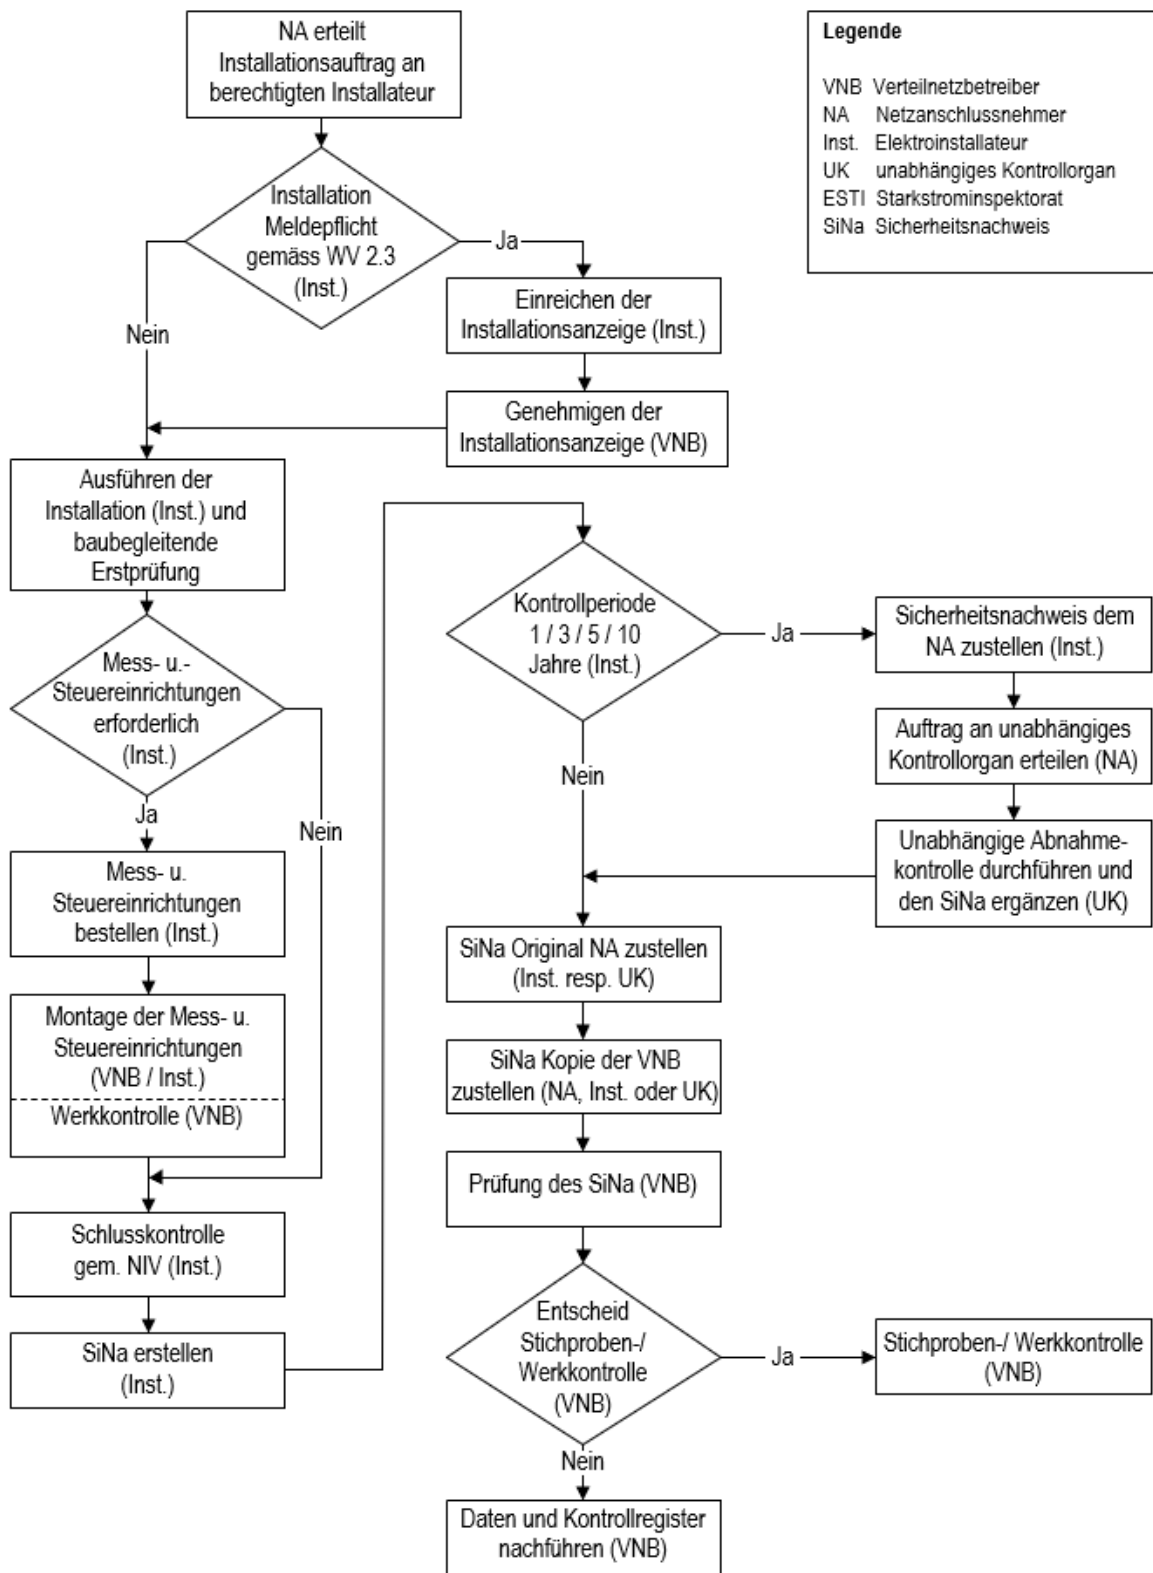 NA erteilt
Installationsauftrag an
berechtigten Installateur
Legende
VNB Verteilnetzbetreiber
NA Netzanschlussnehmer
Inst. Elektroinstallateur
UK unabhängiges Kontrollorgan
ESTI Starkstrominspektorat
SiNa Sicherheitsnachweis
Installation
Meldepflicht
gemäss WV 2.3
(Inst.)
Ja
Nein
Einreichen der
Installationsanzeige (Inst.)
Genehmigen der
Installationsanzeige (VNB)
Ausführen der
Installation (Inst.) und
baubegleitende
Erstprüfung
Mess- u.-
Steuereinrichtungen
erforderlich
(Inst.)
Ja
Nein
Mess- u.
Steuereinrichtungen
bestellen (Inst.)
Montage der Mess- u.
Steuereinrichtungen
(VNB / Inst.)
Werkkontrolle (VNB)
Schlusskontrolle
gem. NIV (Inst.)
SiNa erstellen
(Inst.)
Kontrollperiode
1 / 3 / 5 / 10
Jahre (Inst.)
Ja
Nein
Sicherheitsnachweis dem
NA zustellen (Inst.)
Auftrag an unabhängiges
Kontrollorgan erteilen (NA)
Unabhängige Abnahme-
kontrolle durchführen und
den SiNa ergänzen (UK)
SiNa Original NA zustellen
(Inst. resp. UK)
SiNa Kopie der VNB
zustellen (NA, Inst. oder UK)
Prüfung des SiNa (VNB)
Entscheid
Stichproben-/
Werkkontrolle
(VNB)
Ja
Stichproben-/ Werkkontrolle
(VNB)
Nein
Daten und Kontrollregister
nachführen (VNB)